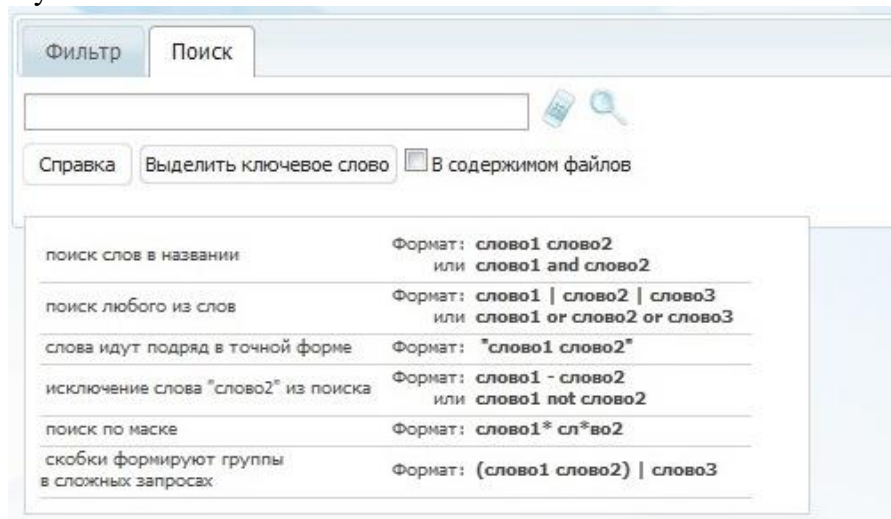 Фильтр Поиск
Справка Выделить ключевое слово В содержимом файлов
поиск слов в названии Формат: слово1 слово2
или слово1 and слово2
поиск любого из слов Формат: слово1 | слово2 | слово3
или слово1 or слово2 or слово3
слова идут подряд в точной форме Формат: "слово1 слово2"
исключение слова "слово2" из поиска Формат: слово1 - слово2
или слово1 not слово2
поиск по маске Формат: слово1* сл*во2
скобки формируют группы
в сложных запросах Формат: (слово1 слово2) | слово3